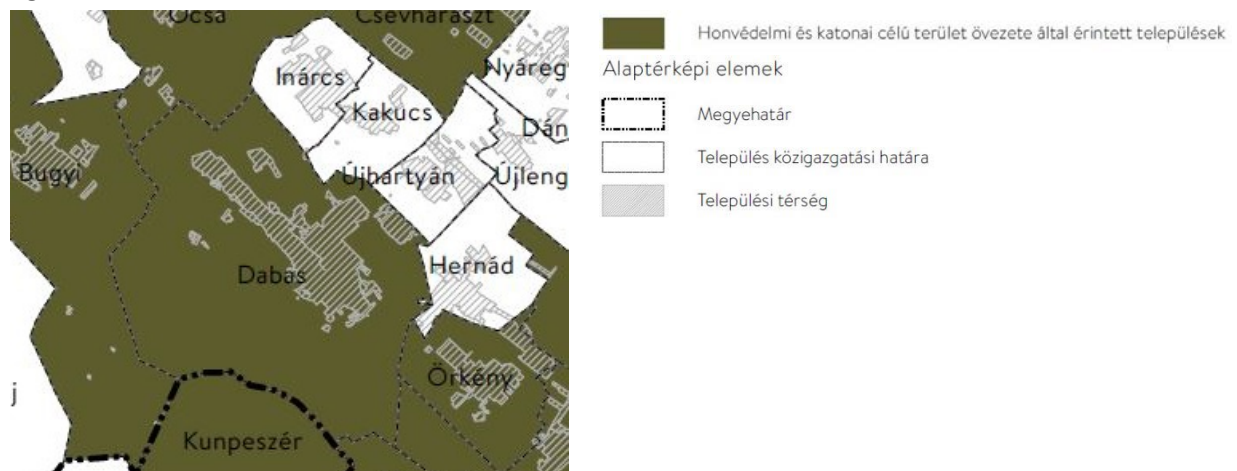 Ócsa
Csévharaszt
Nyáreg
Inárcs
Kakucs
Dán
Bugyi
Újhartyán
Újleng
Hernád
Dabas
Örkény
j
Kunpeszér
Honvédelmi és katonai célú terület övezete által érintett települések
Alaptérképi elemek
Megyehatár
Település közigazgatási határa
Települési térség